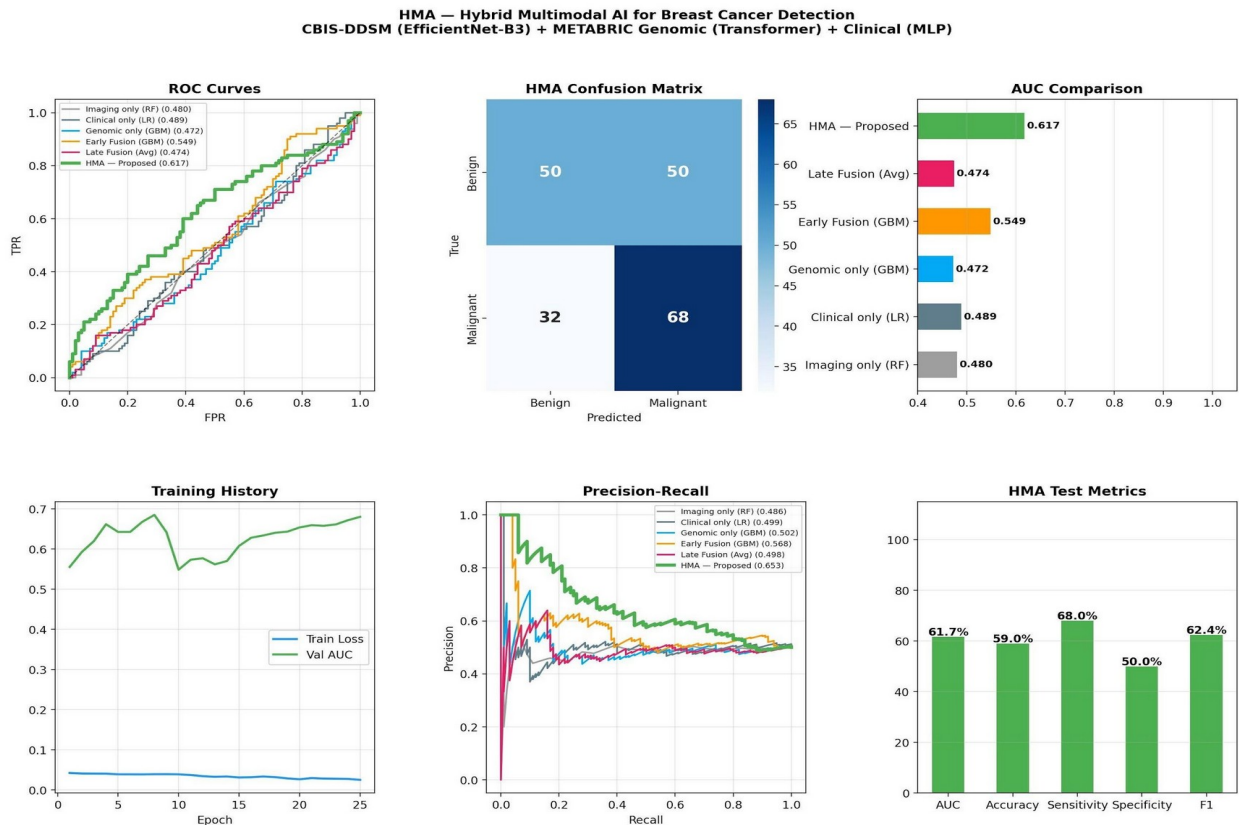 HMA — Hybrid Multimodal AI for Breast Cancer Detection
CBIS-DDSM (EfficientNet-B3) + METABRIC Genomic (Transformer) + Clinical (MLP)
ROC Curves
Imaging only (RF) (0.480)
Clinical only (LR) (0.489)
Genomic only (GBM) (0.472)
Early Fusion (GBM) (0.549)
Late Fusion (Avg) (0.474)
HMA — Proposed (0.617)
1.0
0.8
0.6
0.4
0.2
0.0
TPR
0.0 0.2 0.4 0.6 0.8 1.0
FPR
HMA Confusion Matrix
True
Benign
Malignant
50 50
32 68
Benign Malignant
Predicted
65
60
55
50
45
40
35
AUC Comparison
HMA — Proposed 0.617
Late Fusion (Avg) 0.474
Early Fusion (GBM) 0.549
Genomic only (GBM) 0.472
Clinical only (LR) 0.489
Imaging only (RF) 0.480
0.4 0.5 0.6 0.7 0.8 0.9 1.0
Training History
0.7
0.6
0.5
0.4
0.3
0.2
0.1
0.0
Train Loss
Val AUC
0 5 10 15 20 25
Epoch
Precision-Recall
Imaging only (RF) (0.486)
Clinical only (LR) (0.499)
Genomic only (GBM) (0.502)
Early Fusion (GBM) (0.568)
Late Fusion (Avg) (0.498)
HMA — Proposed (0.653)
1.0
0.8
0.6
0.4
0.2
0.0
Precision
0.0 0.2 0.4 0.6 0.8 1.0
Recall
HMA Test Metrics
100
80
60
40
20
0
61.7% 59.0% 68.0% 50.0% 62.4%
AUC Accuracy Sensitivity Specificity F1